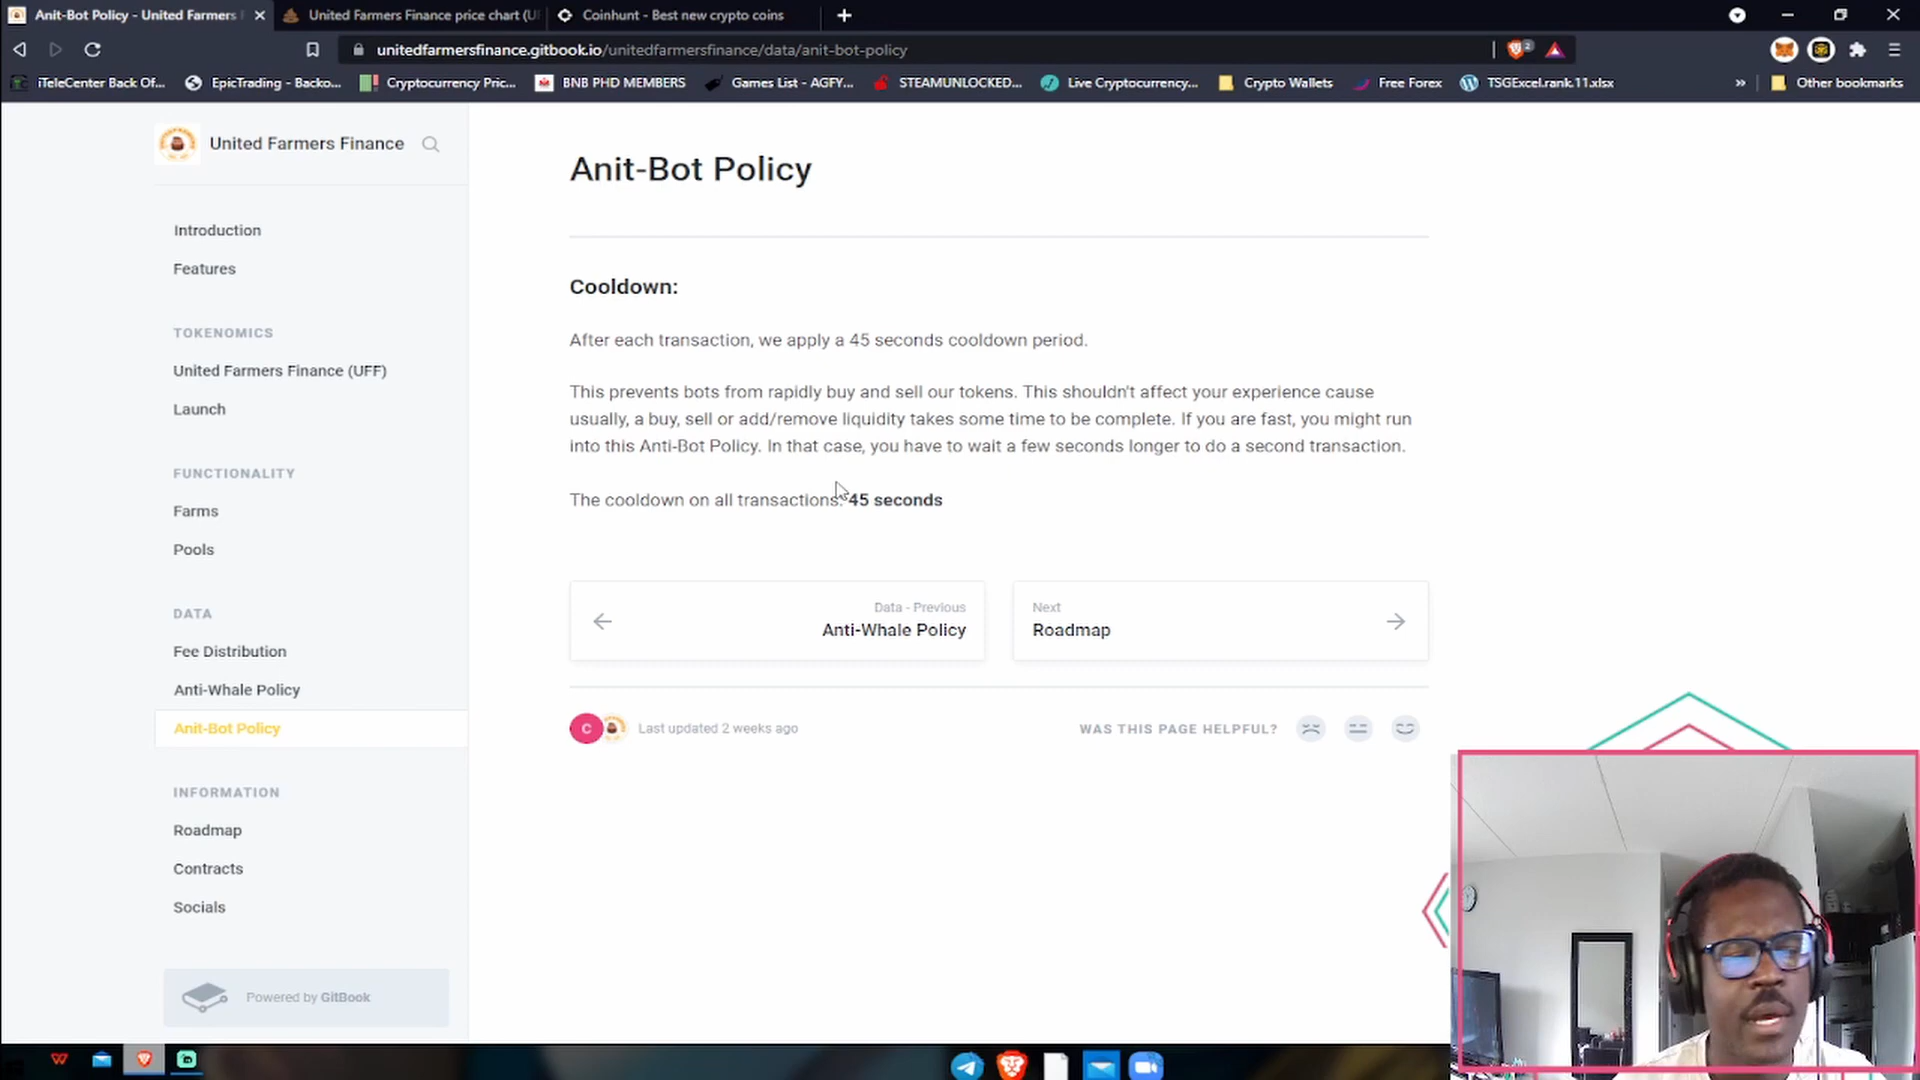 Anit-Bot Policy - United Farmers F
United Farmers Finance price chart (UF
Coinhunt - Best new crypto coins
unitedfarmersfinance.gitbook.io/unitedfarmersfinance/data/anit-bot-policy
2
iTeleCenter Back Of...
EpicTrading - Backo...
Cryptocurrency Pric...
BNB PHD MEMBERS
Games List - AGFY...
STEAMUNLOCKED...
Live Cryptocurrency...
Crypto Wallets
Free Forex
TSGExcel.rank.11.xlsx
»
Other bookmarks
United Farmers Finance
Introduction
Features
TOKENOMICS
United Farmers Finance (UFF)
Launch
FUNCTIONALITY
Farms
Pools
DATA
Fee Distribution
Anti-Whale Policy
Anit-Bot Policy
INFORMATION
Roadmap
Contracts
Socials
Powered by GitBook
Anit-Bot Policy
Cooldown:
After each transaction, we apply a 45 seconds cooldown period.
This prevents bots from rapidly buy and sell our tokens. This shouldn't affect your experience cause
usually, a buy, sell or add/remove liquidity takes some time to be complete. If you are fast, you might run
into this Anti-Bot Policy. In that case, you have to wait a few seconds longer to do a second transaction.
The cooldown on all transactions: 45 seconds
Data - Previous
Anti-Whale Policy
Next
Roadmap
C
Last updated 2 weeks ago
WAS THIS PAGE HELPFUL?